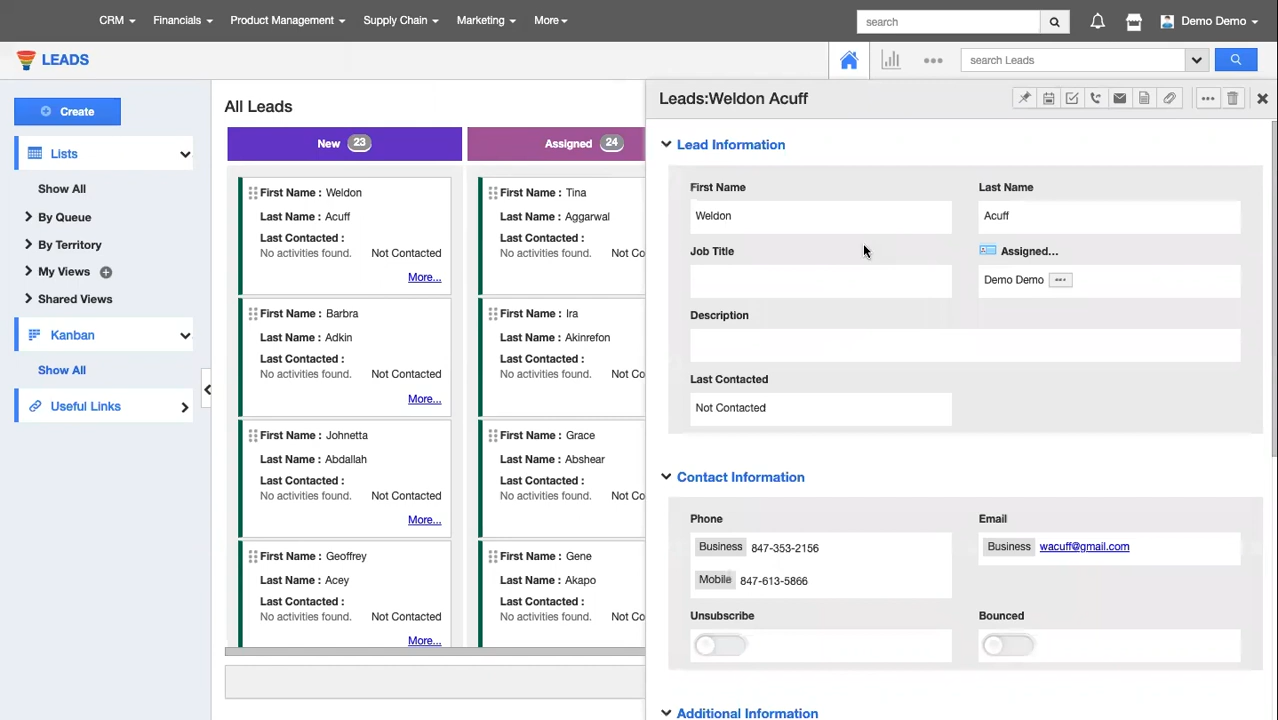 CRM Financials Product Management Supply Chain Marketing More search Demo Demo
LEADS search Leads
Create
Lists
Show All
By Queue
By Territory
My Views
Shared Views
Kanban
Show All
Useful Links
All Leads
New 23
First Name : Weldon
Last Name : Acuff
Last Contacted :
No activities found. Not Contacted
More...
First Name : Barbra
Last Name : Adkin
Last Contacted :
No activities found. Not Contacted
More...
First Name : Johnetta
Last Name : Abdallah
Last Contacted :
No activities found. Not Contacted
More...
First Name : Geoffrey
Last Name : Acey
Last Contacted :
No activities found. Not Contacted
More...
Assigned 24
First Name : Tina
Last Name : Aggarwal
Last Contacted :
No activities found. Not Co
First Name : Ira
Last Name : Akinrefon
Last Contacted :
No activities found. Not Co
First Name : Grace
Last Name : Abshear
Last Contacted :
No activities found. Not Co
First Name : Gene
Last Name : Akapo
Last Contacted :
No activities found. Not Co
Leads:Weldon Acuff
Lead Information
First Name Last Name
Weldon Acuff
Job Title Assigned...
Demo Demo
Description
Last Contacted
Not Contacted
Contact Information
Phone Email
Business 847-353-2156 Business wacuff@gmail.com
Mobile 847-613-5866
Unsubscribe Bounced
Additional Information